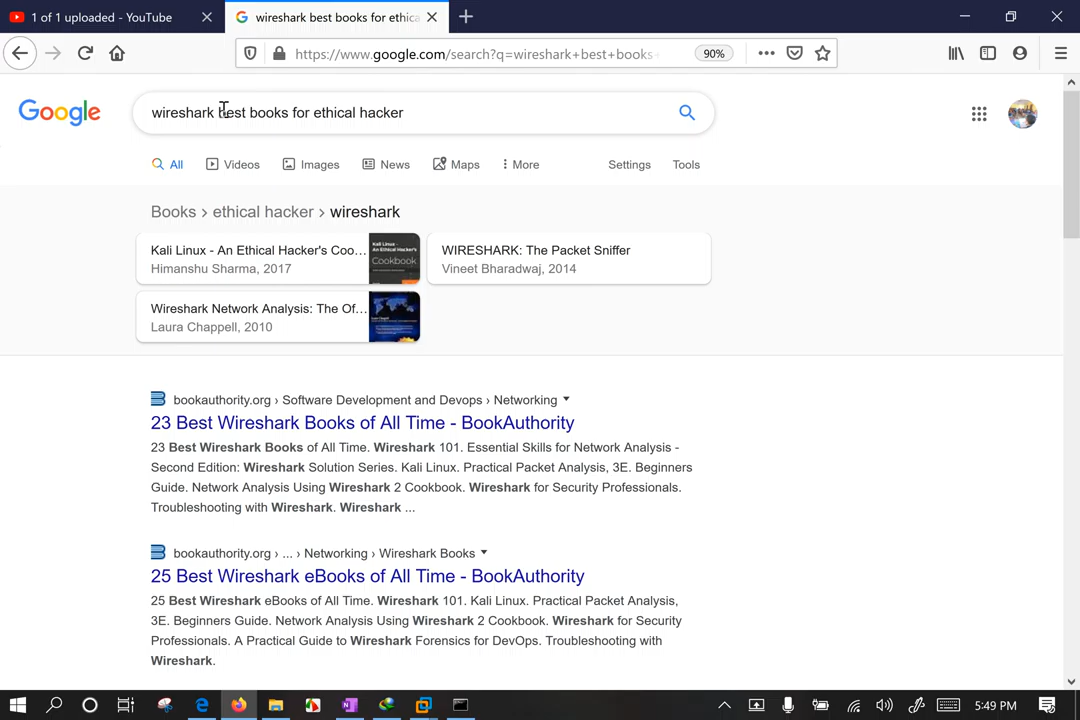 1 of 1 uploaded - YouTube
wireshark best books for ethica
https://www.google.com/search?q=wireshark+best+books+
90%
Google
wireshark best books for ethical hacker
All
Videos
Images
News
Maps
More
Settings
Tools
Books > ethical hacker > wireshark
Kali Linux - An Ethical Hacker's Coo...
Himanshu Sharma, 2017
Kali Linux -
An Ethical Hacker's
Cookbook
WIRESHARK: The Packet Sniffer
Vineet Bharadwaj, 2014
Wireshark Network Analysis: The Of...
Laura Chappell, 2010
bookauthority.org › Software Development and Devops › Networking
23 Best Wireshark Books of All Time - BookAuthority
23 Best Wireshark Books of All Time. Wireshark 101. Essential Skills for Network Analysis -
Second Edition: Wireshark Solution Series. Kali Linux. Practical Packet Analysis, 3E. Beginners
Guide. Network Analysis Using Wireshark 2 Cookbook. Wireshark for Security Professionals.
Troubleshooting with Wireshark. Wireshark ...
bookauthority.org › ... › Networking › Wireshark Books
25 Best Wireshark eBooks of All Time - BookAuthority
25 Best Wireshark eBooks of All Time. Wireshark 101. Kali Linux. Practical Packet Analysis,
3E. Beginners Guide. Network Analysis Using Wireshark 2 Cookbook. Wireshark for Security
Professionals. A Practical Guide to Wireshark Forensics for DevOps. Troubleshooting with
Wireshark.
5:49 PM